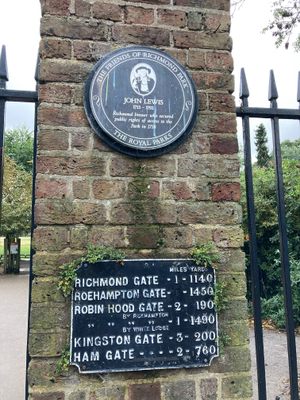 THE FRIENDS OF RICHMOND PARK
JOHN LEWIS
1713 - 1792
Richmond brewer who secured
public rights of access to the
Park in 1758
THE ROYAL PARKS
MILES YARDS
RICHMOND GATE - 1 - 1140
ROEHAMPTON GATE - 1 - 1450
ROBIN HOOD GATE - 2 - 190
BY ROEHAMPTON
" " " " - 1 - 1490
BY WHITE LODGE
KINGSTON GATE - - 3 - 200
HAM GATE - - - - 2 - 760